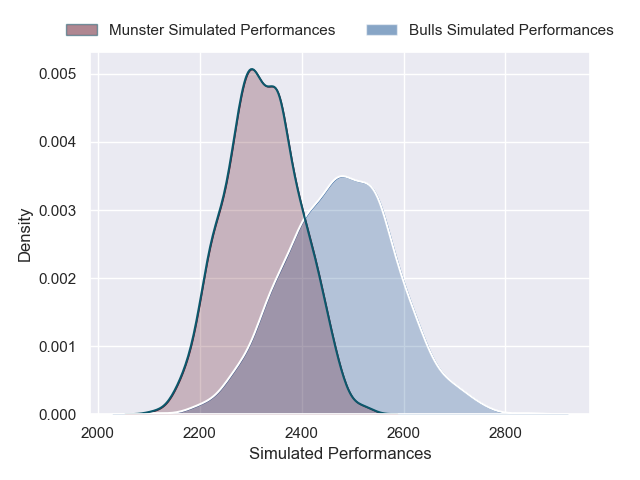 Munster Simulated Performances Bulls Simulated Performances
0.005
0.004
0.003
0.002
0.001
0.000
Density
2000 2200 2400 2600 2800
Simulated Performances